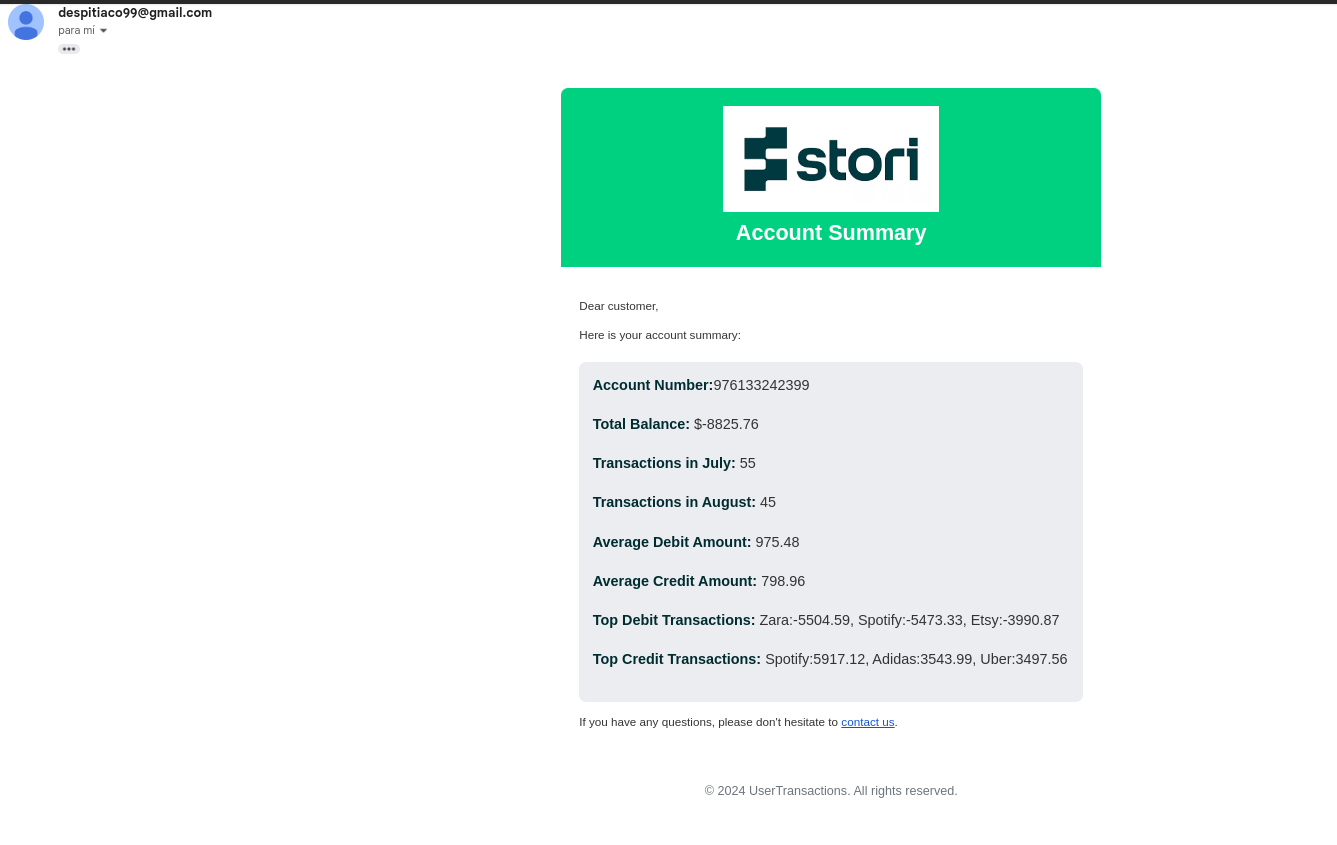 despitiaco99@gmail.com
para mí
stori
Account Summary
Dear customer,
Here is your account summary:
Account Number:976133242399
Total Balance: $-8825.76
Transactions in July: 55
Transactions in August: 45
Average Debit Amount: 975.48
Average Credit Amount: 798.96
Top Debit Transactions: Zara:-5504.59, Spotify:-5473.33, Etsy:-3990.87
Top Credit Transactions: Spotify:5917.12, Adidas:3543.99, Uber:3497.56
If you have any questions, please don't hesitate to contact us.
© 2024 UserTransactions. All rights reserved.